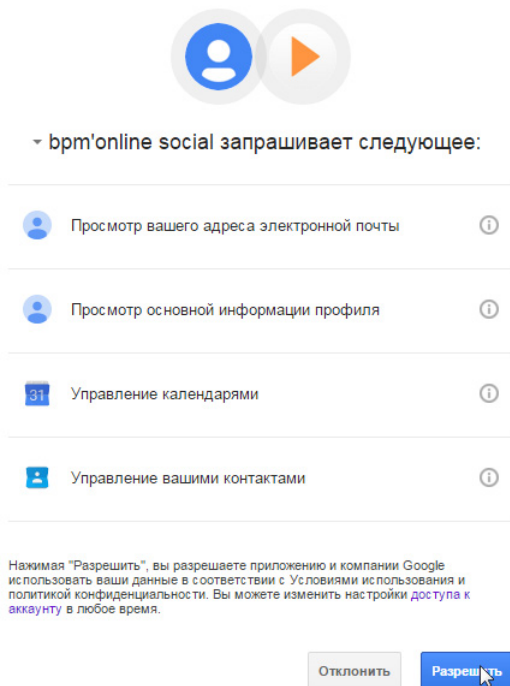 bpm'online social запрашивает следующее:
Просмотр вашего адреса электронной почты
Просмотр основной информации профиля
31
Управление календарями
Управление вашими контактами
Нажимая "Разрешить", вы разрешаете приложению и компании Google
использовать ваши данные в соответствии с Условиями использования и
политикой конфиденциальности. Вы можете изменить настройки доступа к
аккаунту в любое время.
Отклонить
Разрешить